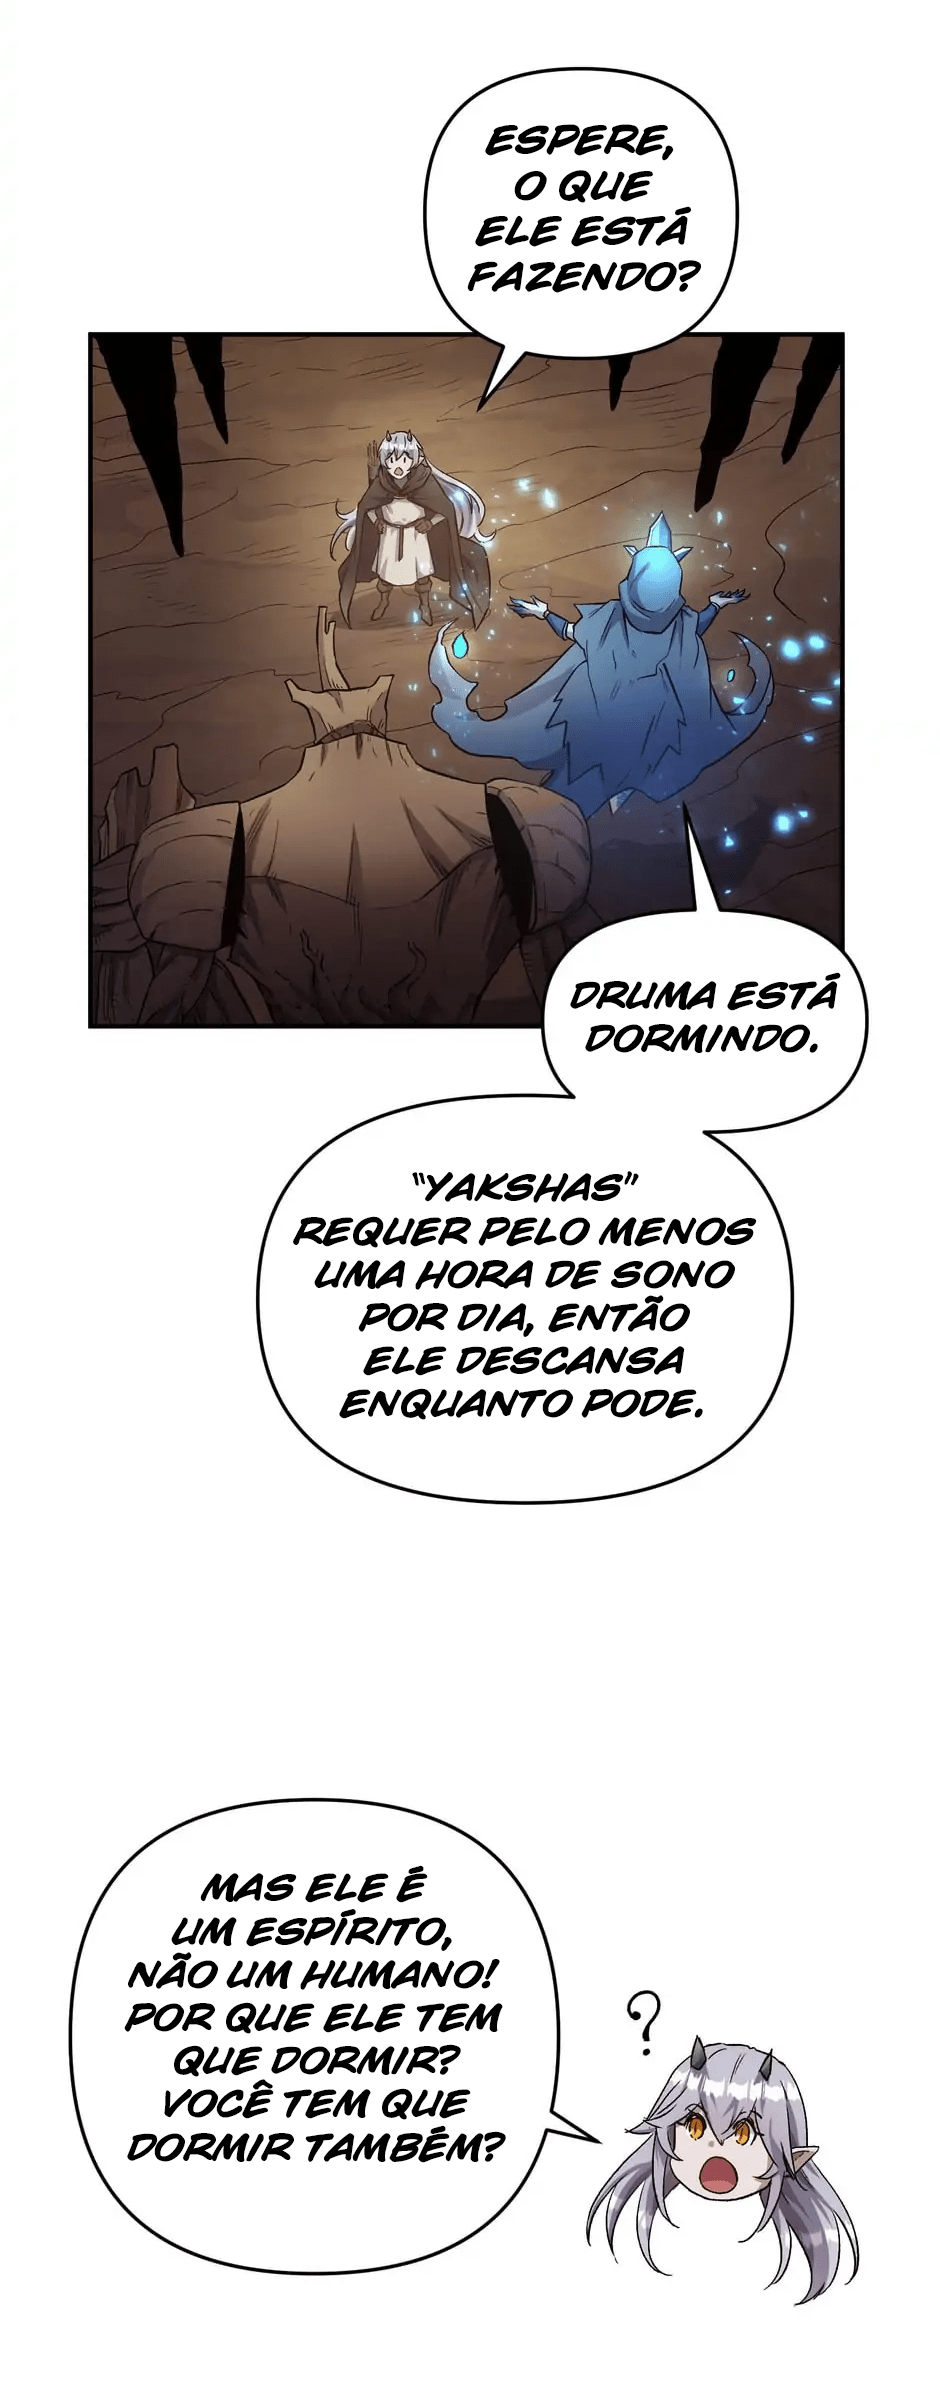 ESPERE,
O QUE
ELE ESTÁ
FAZENDO?
DRUMA ESTÁ
DORMINDO.
"YAKSHAS"
REQUER PELO MENOS
UMA HORA DE SONO
POR DIA, ENTÃO
ELE DESCANSA
ENQUANTO PODE.
MAS ELE É
UM ESPÍRITO,
NÃO UM HUMANO!
POR QUE ELE TEM
QUE DORMIR?
VOCÊ TEM QUE
DORMIR TAMBÉM?
?